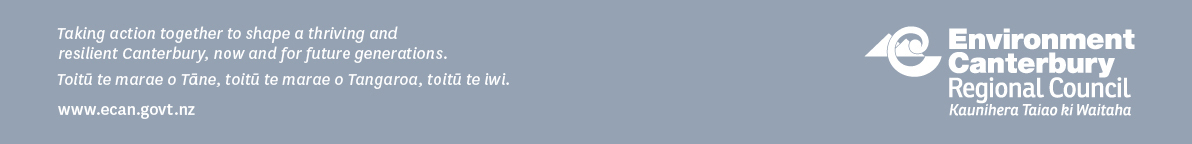 Taking action together to shape a thriving and
resilient Canterbury, now and for future generations.
Toitū te marae o Tāne, toitū te marae o Tangaroa, toitū te iwi.
www.ecan.govt.nz
Environment
Canterbury
Regional Council
Kaunihera Taiao ki Waitaha